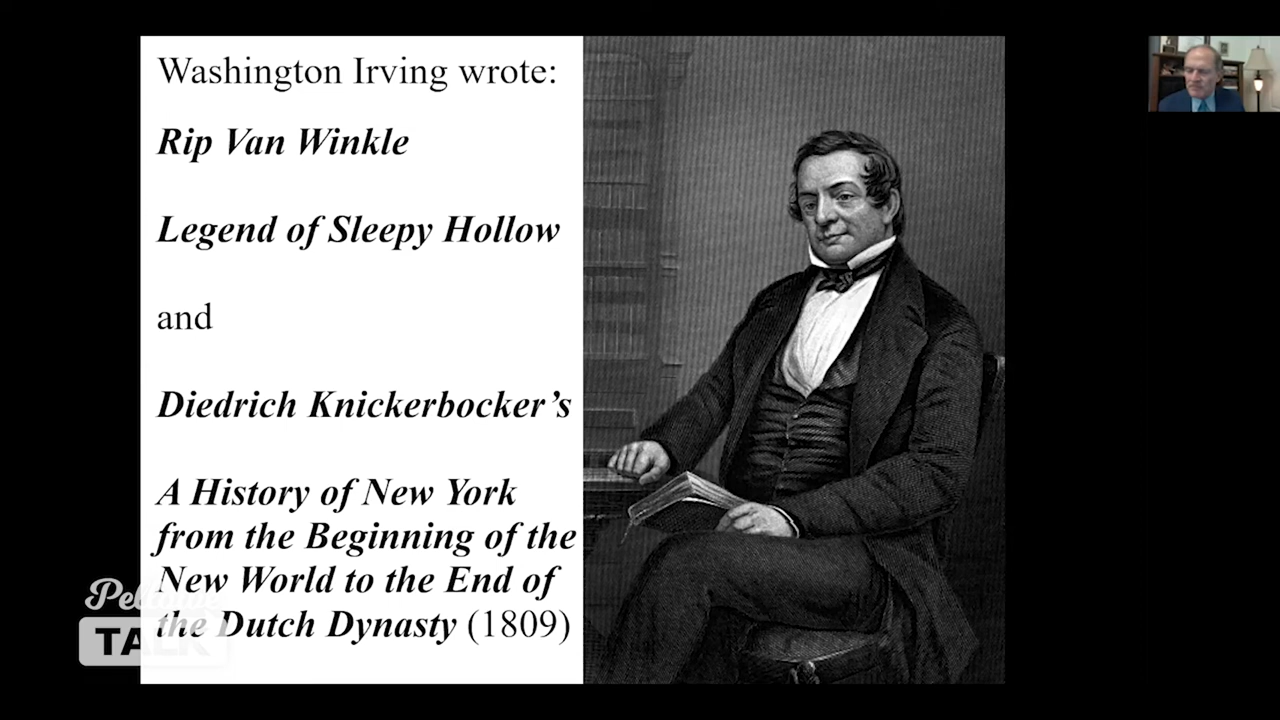 Washington Irving wrote:
Rip Van Winkle
Legend of Sleepy Hollow
and
Diedrich Knickerbocker’s
A History of New York
from the Beginning of the
New World to the End of
the Dutch Dynasty (1809)
TALK